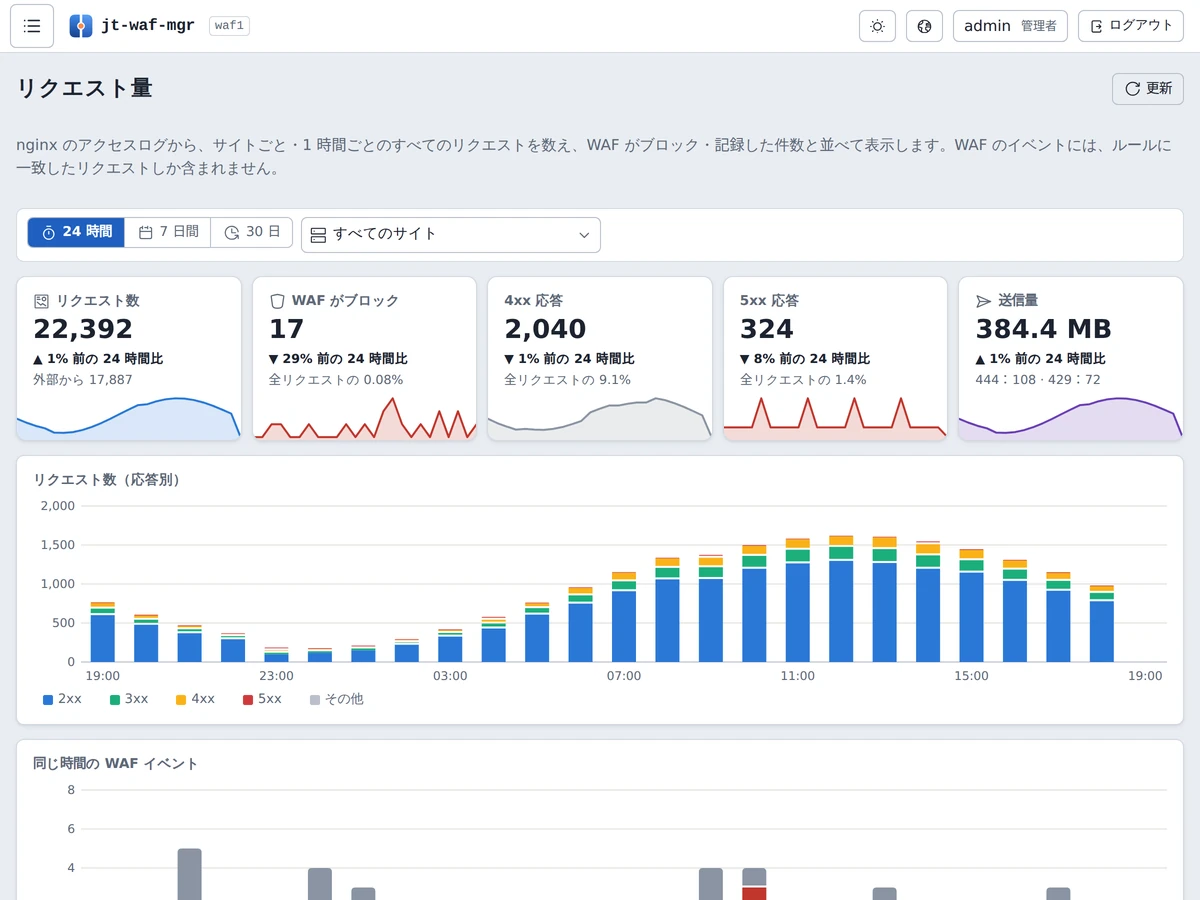 jt-waf-mgr
waf1
admin 管理者
ログアウト
リクエスト量
更新
nginx のアクセスログから、サイトごと・1 時間ごとのすべてのリクエストを数え、WAF がブロック・記録した件数と並べて表示します。WAF のイベントには、ルールに
一致したリクエストしか含まれません。
24 時間
7 日間
30 日
すべてのサイト
リクエスト数
22,392
▲ 1% 前の 24 時間比
外部から 17,887
WAF がブロック
17
▼ 29% 前の 24 時間比
全リクエストの 0.08%
4xx 応答
2,040
▼ 1% 前の 24 時間比
全リクエストの 9.1%
5xx 応答
324
▼ 8% 前の 24 時間比
全リクエストの 1.4%
送信量
384.4 MB
▲ 1% 前の 24 時間比
444：108 · 429：72
リクエスト数（応答別）
2,000
1,500
1,000
500
0
19:00 23:00 03:00 07:00 11:00 15:00 19:00
2xx 3xx 4xx 5xx その他
同じ時間の WAF イベント
8
6
4